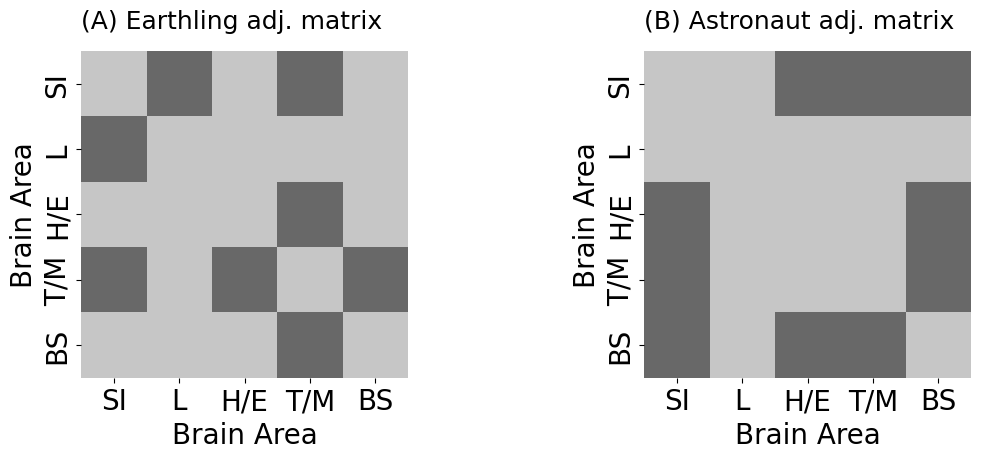 (A) Earthling adj. matrix
Brain Area
SI
L
H/E
T/M
BS
SI L H/E T/M BS
Brain Area
(B) Astronaut adj. matrix
Brain Area
SI
L
H/E
T/M
BS
SI L H/E T/M BS
Brain Area